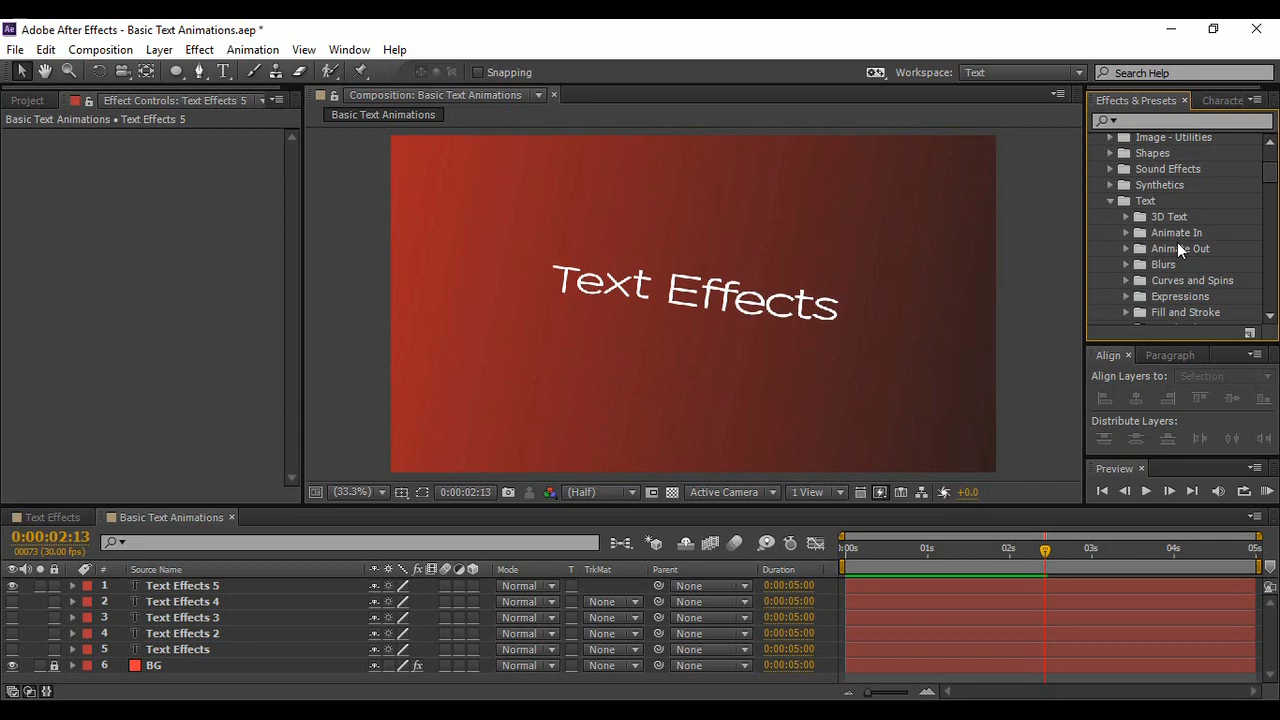 Ae Adobe After Effects - Basic Text Animations.aep *
File Edit Composition Layer Effect Animation View Window Help
T Snapping Workspace: Text Search Help
Project Effect Controls: Text Effects 5 Composition: Basic Text Animations Effects & Presets Characte
Basic Text Animations • Text Effects 5
Basic Text Animations
Image - Utilities
Shapes
Sound Effects
Synthetics
Text
3D Text
Animate In
Animate Out
Blurs
Curves and Spins
Expressions
Fill and Stroke
Text Effects
Align Paragraph
Align Layers to: Selection
Distribute Layers:
Preview
(33.3%) 0:00:02:13 (Half) Active Camera 1 View +0.0
Text Effects Basic Text Animations
0:00:02:13
00073 (30.00 fps)
:00s 01s 02s 03s 04s 05s
# Source Name fx Mode T TrkMat Parent Duration
1 T Text Effects 5 Normal None 0:00:05:00
2 T Text Effects 4 Normal None None 0:00:05:00
3 T Text Effects 3 Normal None None 0:00:05:00
4 T Text Effects 2 Normal None None 0:00:05:00
5 T Text Effects Normal None None 0:00:05:00
6 BG fx Normal None None 0:00:05:00